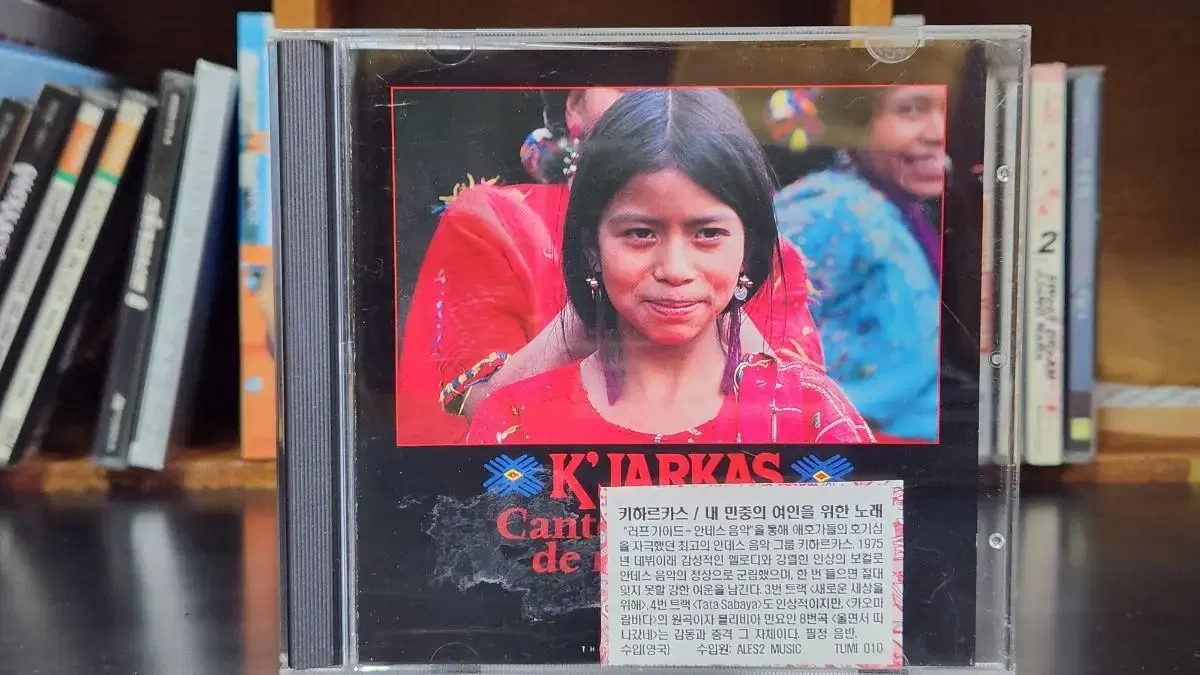 K'JARKAS
Canto
de
키하르카스 / 내 민중의 여인을 위한 노래
"러프 가이드 - 안데스 음악"을 통해 애호가들의 호기심
을 자극했던 최고의 안데스 음악 그룹 키하르카스. 1975
년 데뷔이래 감성적인 멜로디와 강렬한 인상의 보컬로
안데스 음악의 정상으로 군림했으며, 한 번 들으면 절대
잊지 못할 강한 여운을 남긴다. 3번 트랙 <새로운 세상을
위해>, 4번 트랙 <Tata Sabaya>도 인상적이지만, <카오마
람바다>의 원곡이자 볼리비아 민요인 8번곡 <울면서 떠
나갔네>는 감동과 충격 그 자체이다. 필청 음반.
수입(영국) 수입원: ALES2 MUSIC TUMI 010
2